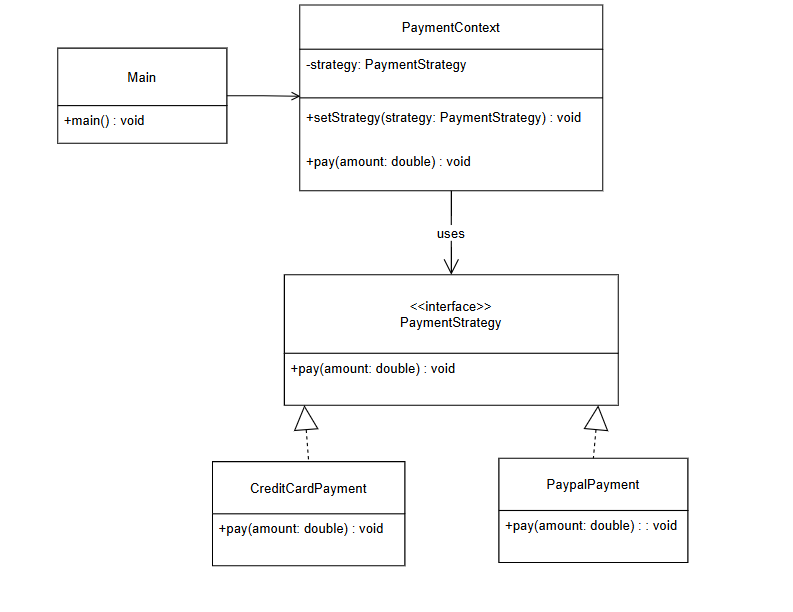 PaymentContext
-strategy: PaymentStrategy
+setStrategy(strategy: PaymentStrategy) : void
+pay(amount: double) : void
Main
+main() : void
uses
<<interface>>
PaymentStrategy
+pay(amount: double) : void
CreditCardPayment
+pay(amount: double) : void
PaypalPayment
+pay(amount: double) : : void